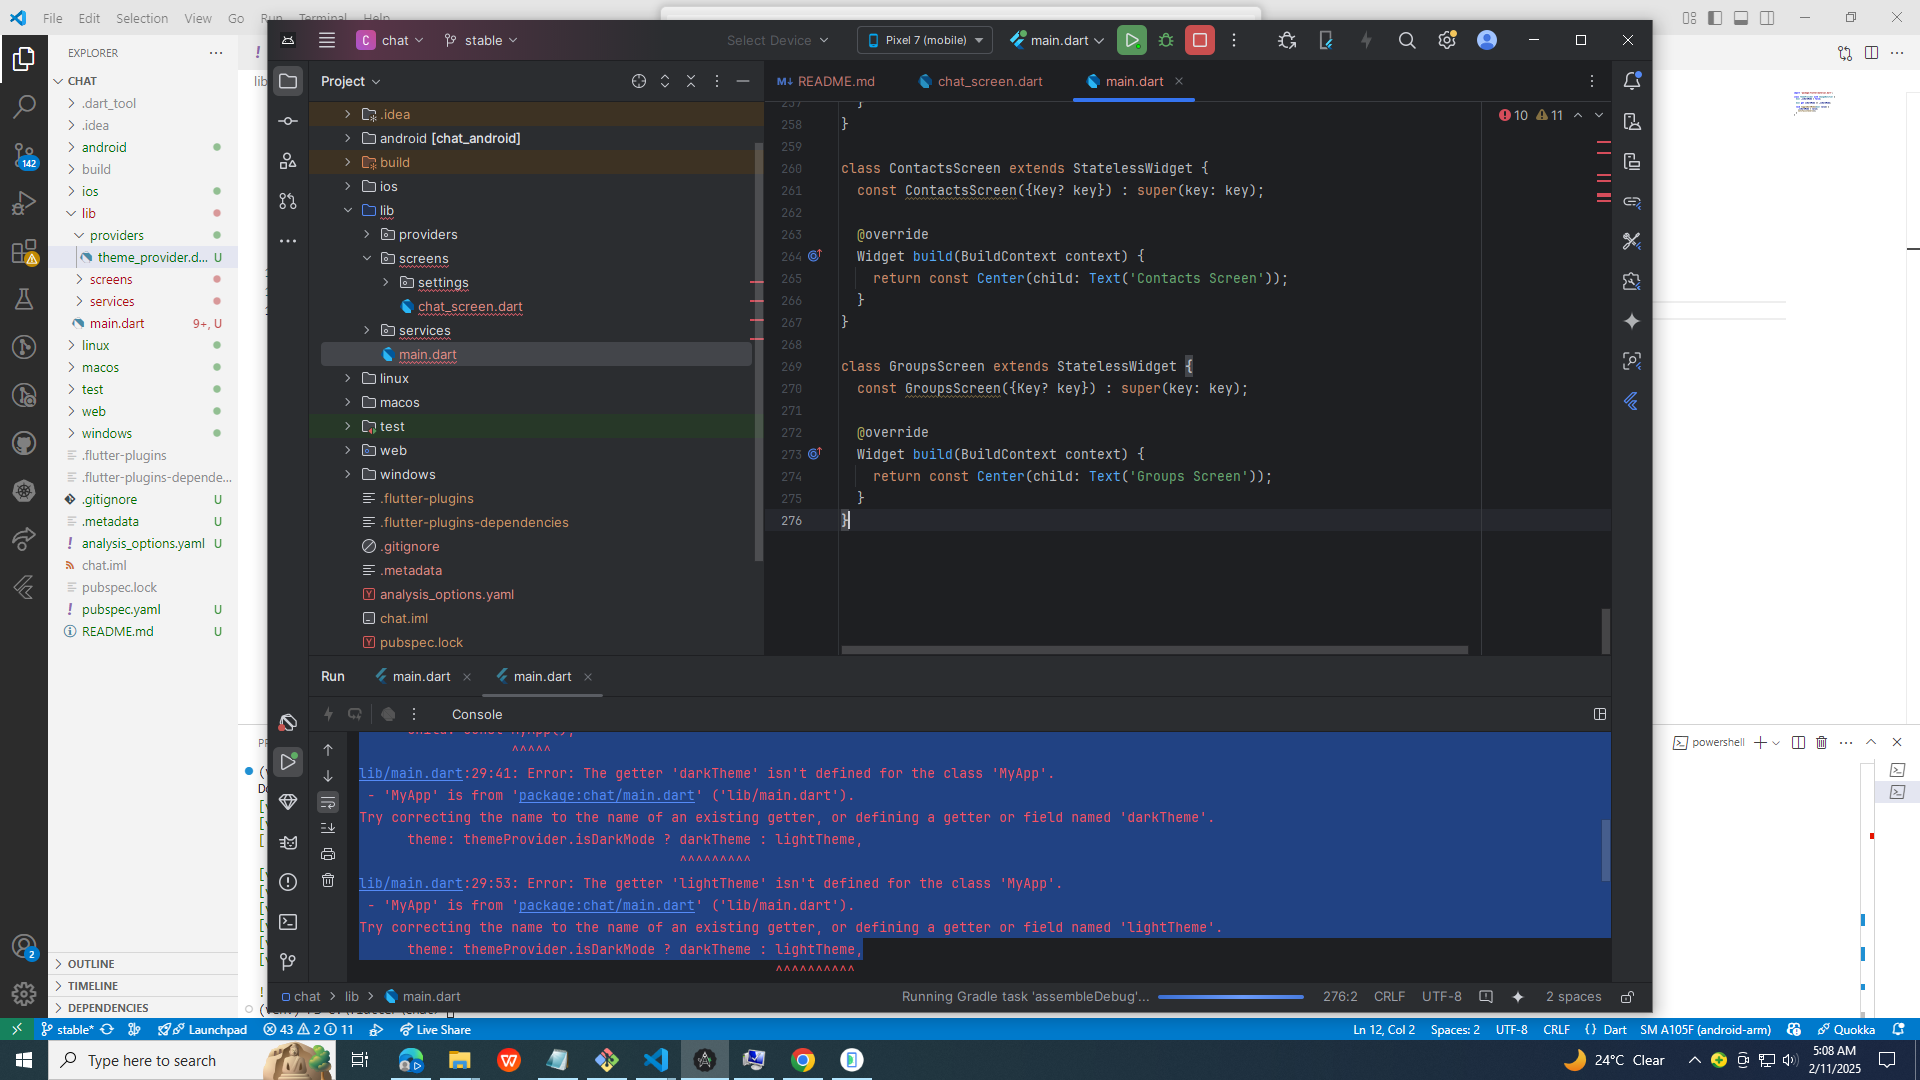 File Edit Selection View Go Run Terminal Help
EXPLORER
CHAT
.dart_tool
.idea
android
build
ios
lib
providers
theme_provider.d... U
screens
services
main.dart 9+, U
linux
macos
test
web
windows
.flutter-plugins
.flutter-plugins-depende...
.gitignore U
.metadata U
analysis_options.yaml U
chat.iml
pubspec.lock
pubspec.yaml U
README.md U
OUTLINE
TIMELINE
DEPENDENCIES
142
2
C chat
stable
Select Device
Pixel 7 (mobile)
main.dart
Project
.idea
android [chat_android]
build
ios
lib
providers
screens
settings
chat_screen.dart
services
main.dart
linux
macos
test
web
windows
.flutter-plugins
.flutter-plugins-dependencies
.gitignore
.metadata
analysis_options.yaml
chat.iml
pubspec.lock
README.md
chat_screen.dart
main.dart
10 11
257 }
258 }
259
260 class ContactsScreen extends StatelessWidget {
261 const ContactsScreen({Key? key}) : super(key: key);
262
263 @override
264 Widget build(BuildContext context) {
265 return const Center(child: Text('Contacts Screen'));
266 }
267 }
268
269 class GroupsScreen extends StatelessWidget {
270 const GroupsScreen({Key? key}) : super(key: key);
271
272 @override
273 Widget build(BuildContext context) {
274 return const Center(child: Text('Groups Screen'));
275 }
276 }
Run main.dart main.dart
Console
child: const MyApp(),
^^^^^
lib/main.dart:29:41: Error: The getter 'darkTheme' isn't defined for the class 'MyApp'.
- 'MyApp' is from 'package:chat/main.dart' ('lib/main.dart').
Try correcting the name to the name of an existing getter, or defining a getter or field named 'darkTheme'.
theme: themeProvider.isDarkMode ? darkTheme : lightTheme,
^^^^^^^^^
lib/main.dart:29:53: Error: The getter 'lightTheme' isn't defined for the class 'MyApp'.
- 'MyApp' is from 'package:chat/main.dart' ('lib/main.dart').
Try correcting the name to the name of an existing getter, or defining a getter or field named 'lightTheme'.
theme: themeProvider.isDarkMode ? darkTheme : lightTheme,
^^^^^^^^^^
chat lib main.dart
Running Gradle task 'assembleDebug'... 276:2 CRLF UTF-8 2 spaces
powershell
stable* Launchpad 43 2 11 Live Share
Ln 12, Col 2 Spaces: 2 UTF-8 CRLF {} Dart SM A105F (android-arm) Quokka
Type here to search
24°C Clear
5:08 AM
2/11/2025